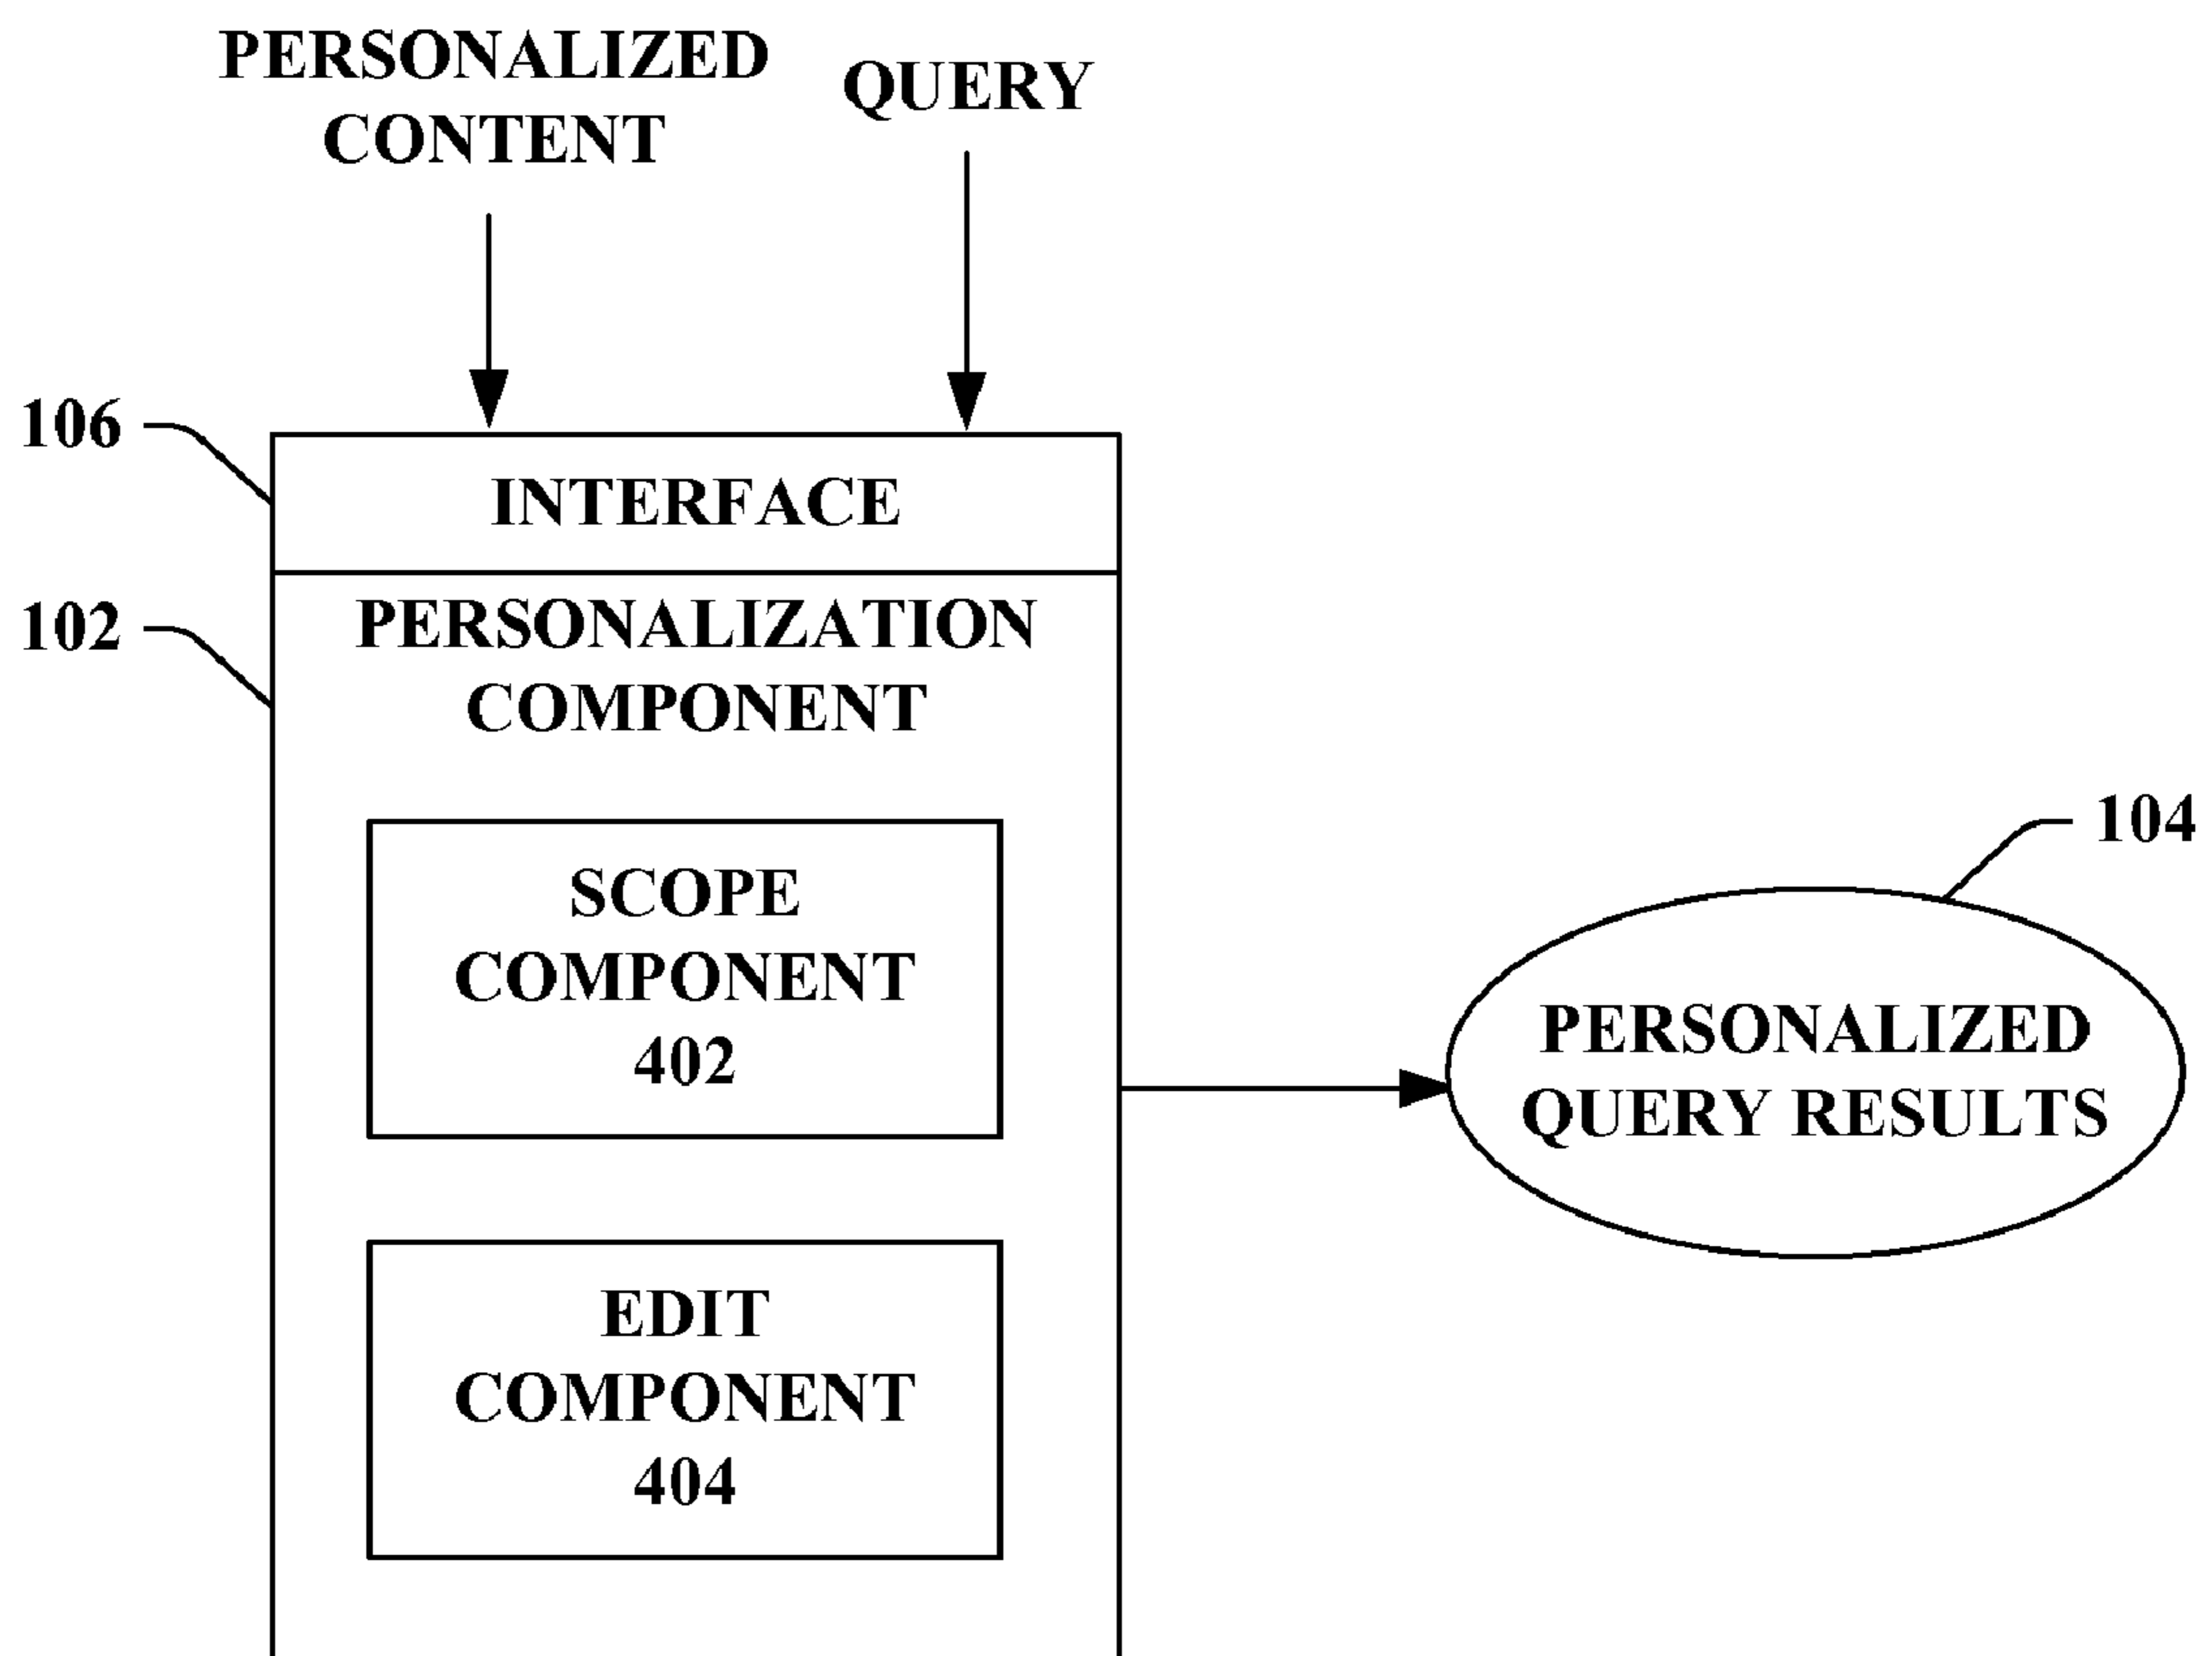 PERSONALIZED
CONTENT
QUERY
106
INTERFACE
102
PERSONALIZATION
COMPONENT
SCOPE
COMPONENT
402
104
PERSONALIZED
QUERY RESULTS
EDIT
COMPONENT
404